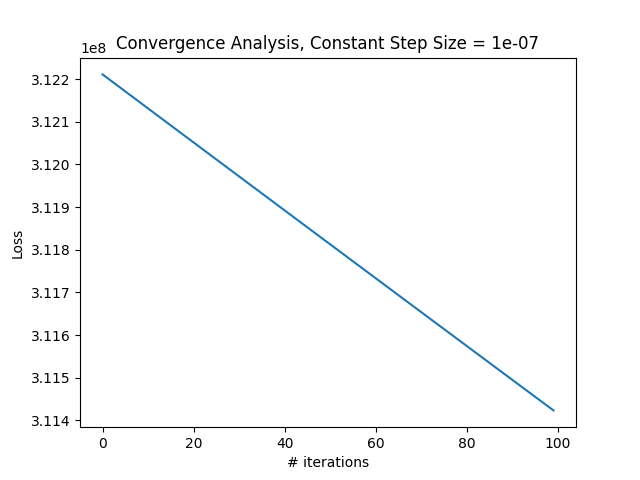 Convergence Analysis, Constant Step Size = 1e-07
1e8
3.122
3.121
3.120
3.119
3.118
3.117
3.116
3.115
3.114
Loss
0 20 40 60 80 100
# iterations